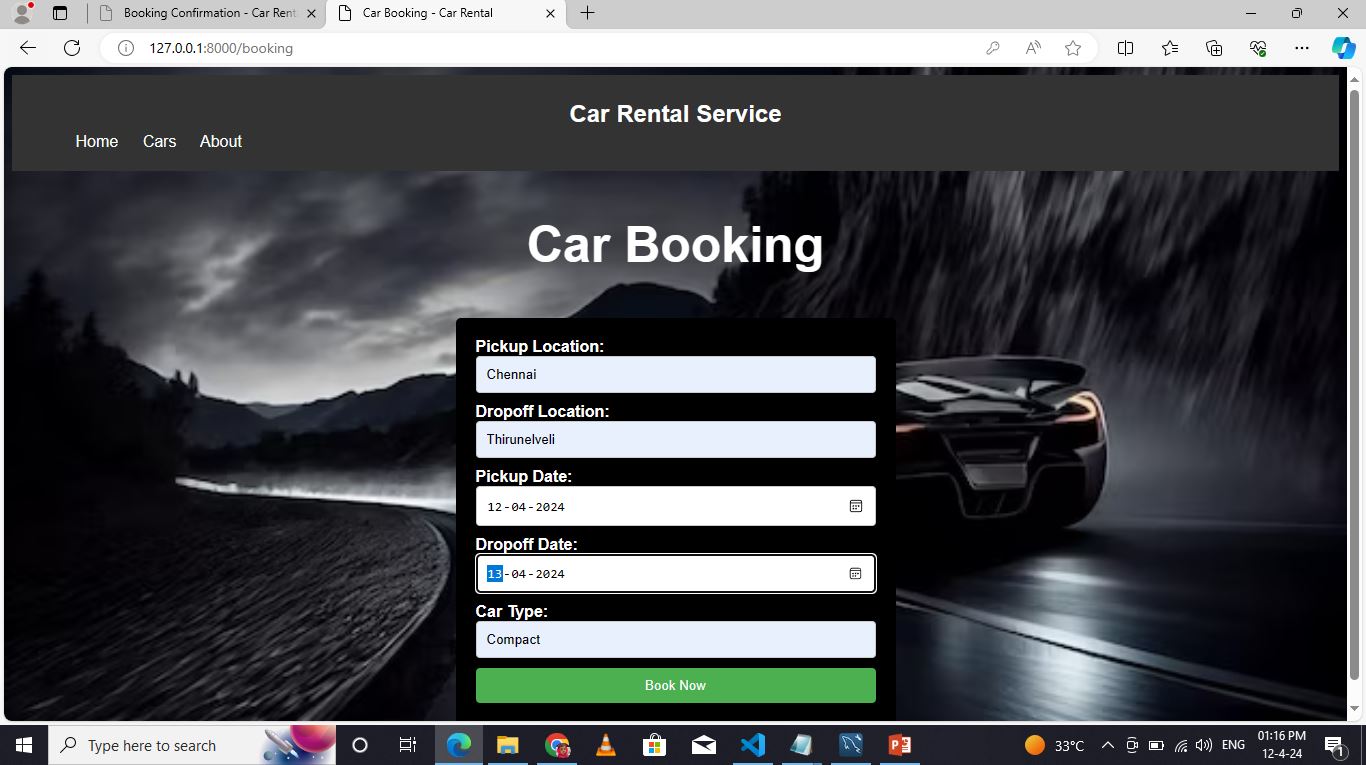 Booking Confirmation - Car Rent
Car Booking - Car Rental
127.0.0.1:8000/booking
Car Rental Service
Home Cars About
Car Booking
Pickup Location:
Chennai
Dropoff Location:
Thirunelveli
Pickup Date:
12-04-2024
Dropoff Date:
13-04-2024
Car Type:
Compact
Book Now
Type here to search
33°C
ENG
01:16 PM
12-4-24
1